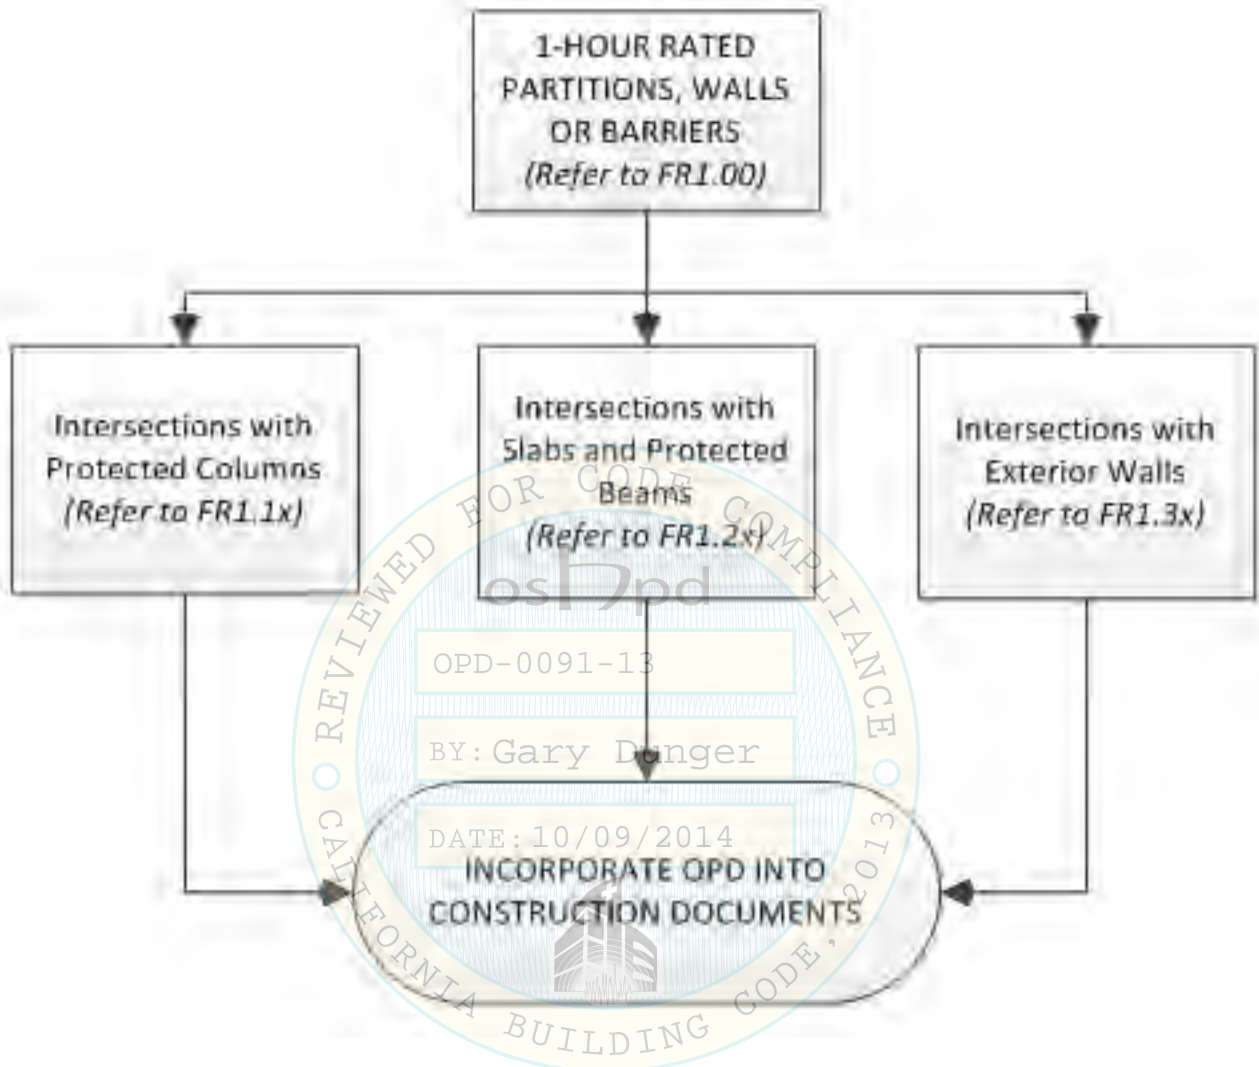 1-HOUR RATED
PARTITIONS, WALLS
OR BARRIERS
(Refer to FR1.00)
Intersections with
Protected Columns
(Refer to FR1.1x)
Intersections with
Slabs and Protected
Beams
(Refer to FR1.2x)
Intersections with
Exterior Walls
(Refer to FR1.3x)
REVIEWED FOR CODE COMPLIANCE
oshpd
OPD-0091-13
BY: Gary Dunger
DATE: 10/09/2014
INCORPORATE OPD INTO
CONSTRUCTION DOCUMENTS
CALIFORNIA BUILDING CODE, 2013